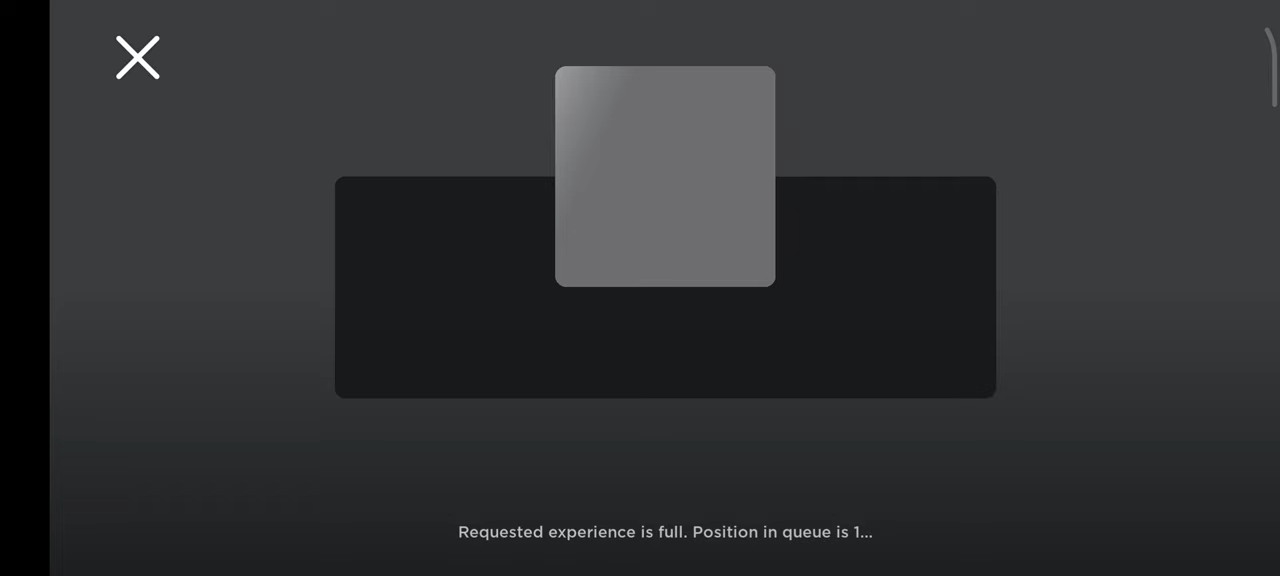 Requested experience is full. Position in queue is 1...